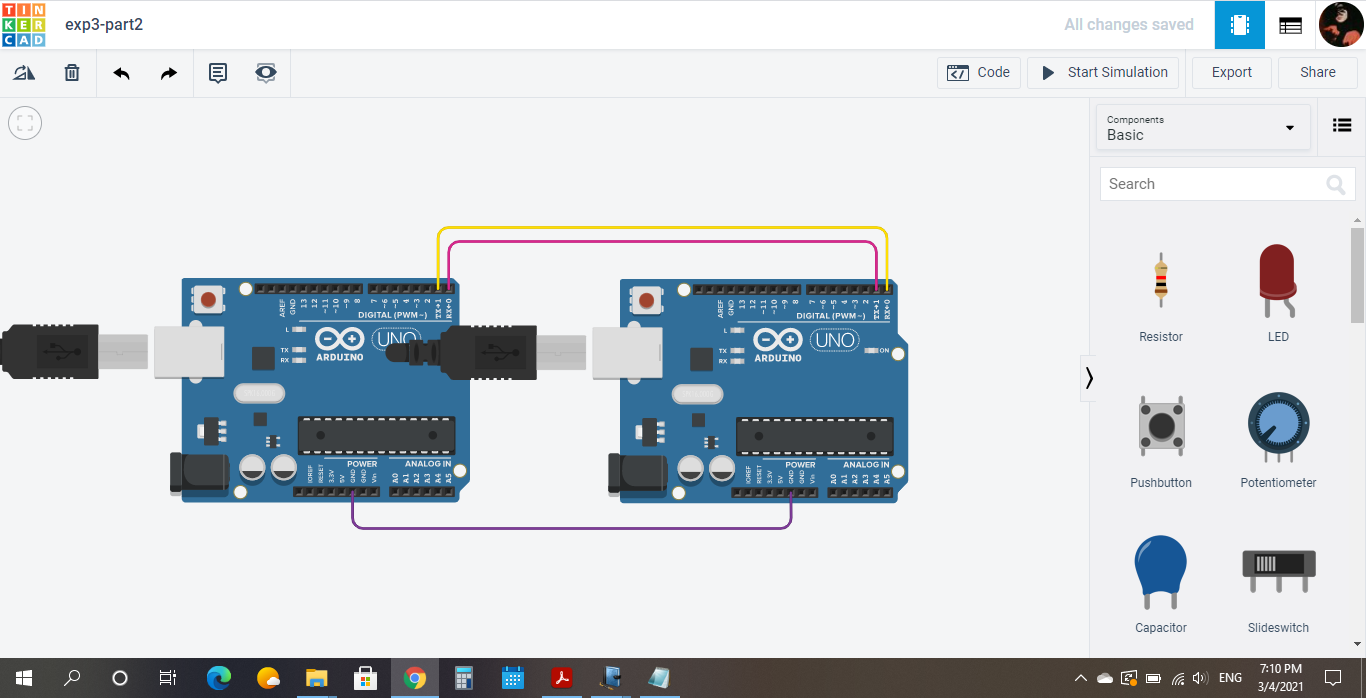 TIN
KER
CAD
exp3-part2
All changes saved
Code
Start Simulation
Export
Share
Components
Basic
Search
Resistor
LED
Pushbutton
Potentiometer
Capacitor
Slideswitch
AREF
GND
13
12
~11
~10
~9
8
7
~6
~5
4
~3
2
TX→1
RX←0
DIGITAL (PWM~)
L
TX
RX
ARDUINO
UNO
POWER
ANALOG IN
IOREF
RESET
3.3V
5V
GND
GND
Vin
A0
A1
A2
A3
A4
A5
AREF
GND
13
12
~11
~10
~9
8
7
~6
~5
4
~3
2
TX→1
RX←0
DIGITAL (PWM~)
L
TX
RX
ARDUINO
UNO
ON
POWER
ANALOG IN
IOREF
RESET
3.3V
5V
GND
GND
Vin
A0
A1
A2
A3
A4
A5
ENG
7:10 PM
3/4/2021